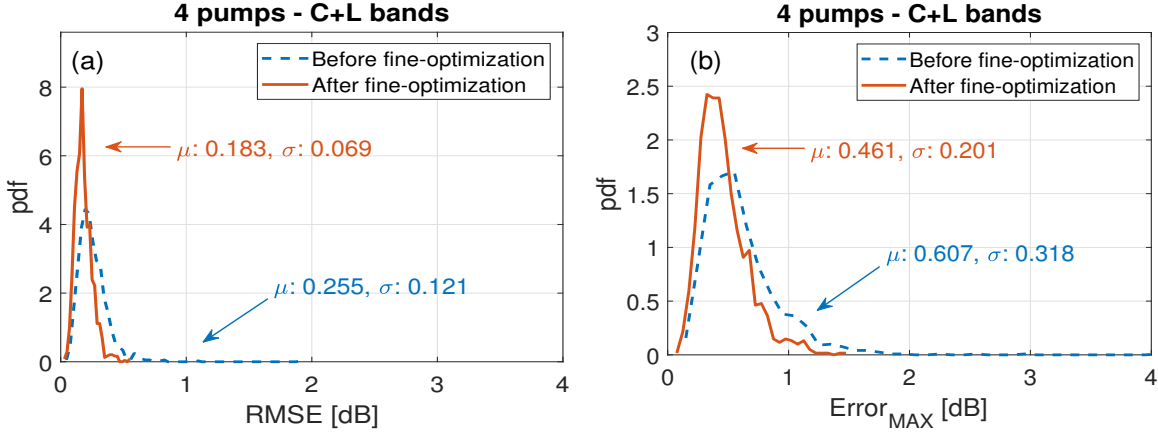 4 pumps - C+L bands
(a)
Before fine-optimization
After fine-optimization
μ: 0.183, σ: 0.069
μ: 0.255, σ: 0.121
pdf
8
6
4
2
0
0
1
2
3
4
RMSE [dB]
4 pumps - C+L bands
(b)
Before fine-optimization
After fine-optimization
μ: 0.461, σ: 0.201
μ: 0.607, σ: 0.318
pdf
3
2.5
2
1.5
1
0.5
0
0
1
2
3
4
Error_MAX [dB]